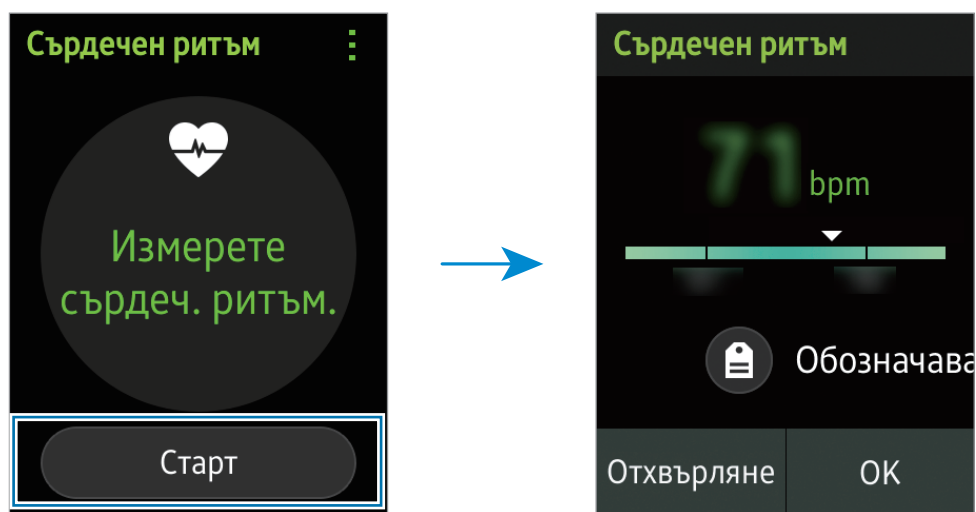 Сърдечен ритъм
Измерете
сърдеч. ритъм.
Старт
Сърдечен ритъм
71 bpm
Обозначава
Отхвърляне
OK